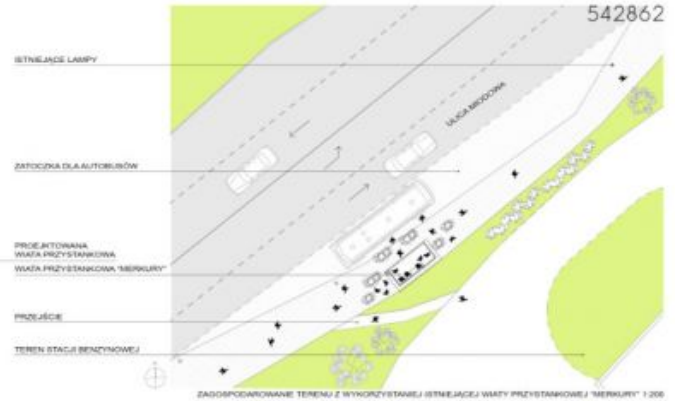 542862
ISTNIEJĄCE LAMPY
ULICA MIODOWA
ZATOCZKA DLA AUTOBUSÓW
PROJEKTOWANA
WIATA PRZYSTANKOWA
WIATA PRZYSTANKOWA "MERKURY"
PRZEJŚCIE
TEREN STACJI BENZYNOWEJ
ZAGOSPODAROWANIE TERENU Z WYKORZYSTANIEJ ISTNIEJĄCEJ WIATY PRZYSTANKOWEJ "MERKURY" 1:200